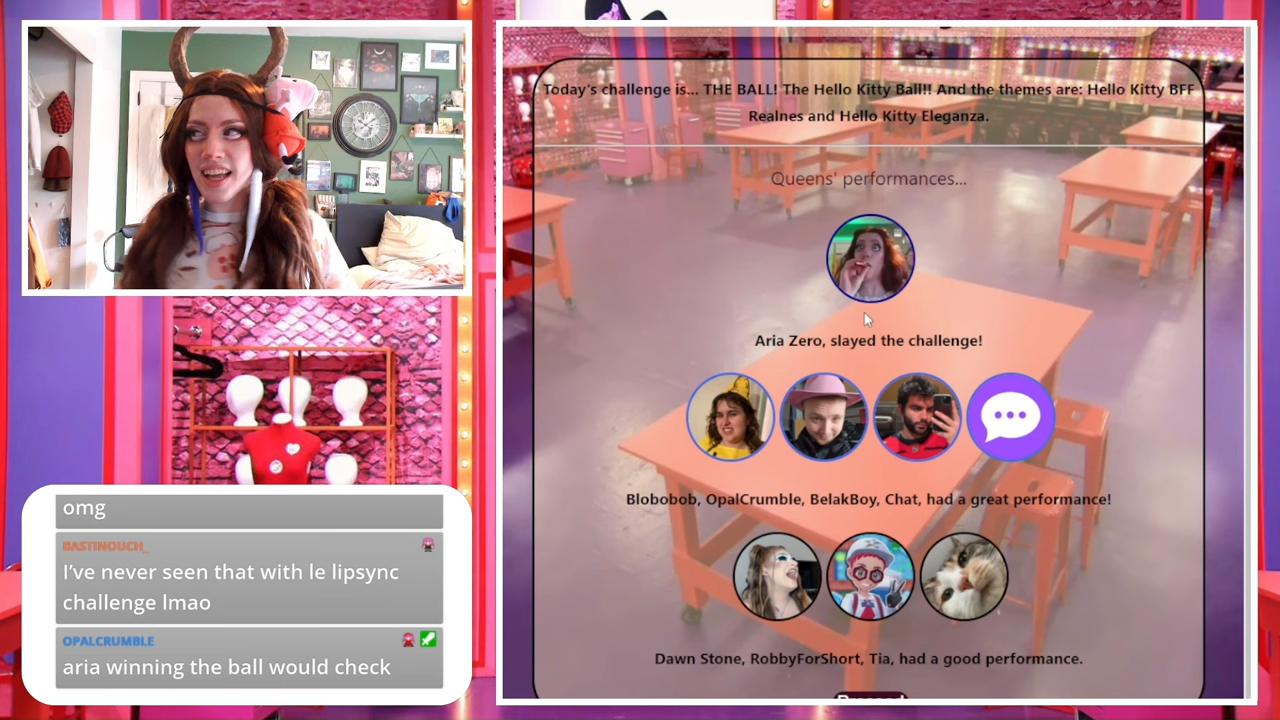 Today's challenge is... THE BALL! The Hello Kitty Ball!! And the themes are: Hello Kitty BFF
Realnes and Hello Kitty Eleganza.
Queens' performances...
Aria Zero, slayed the challenge!
Blobobob, OpalCrumble, BelakBoy, Chat, had a great performance!
Dawn Stone, RobbyForShort, Tia, had a good performance.
Proceed
omg
BASTINOUCH_
I've never seen that with le lipsync
challenge lmao
OPALCRUMBLE
aria winning the ball would check